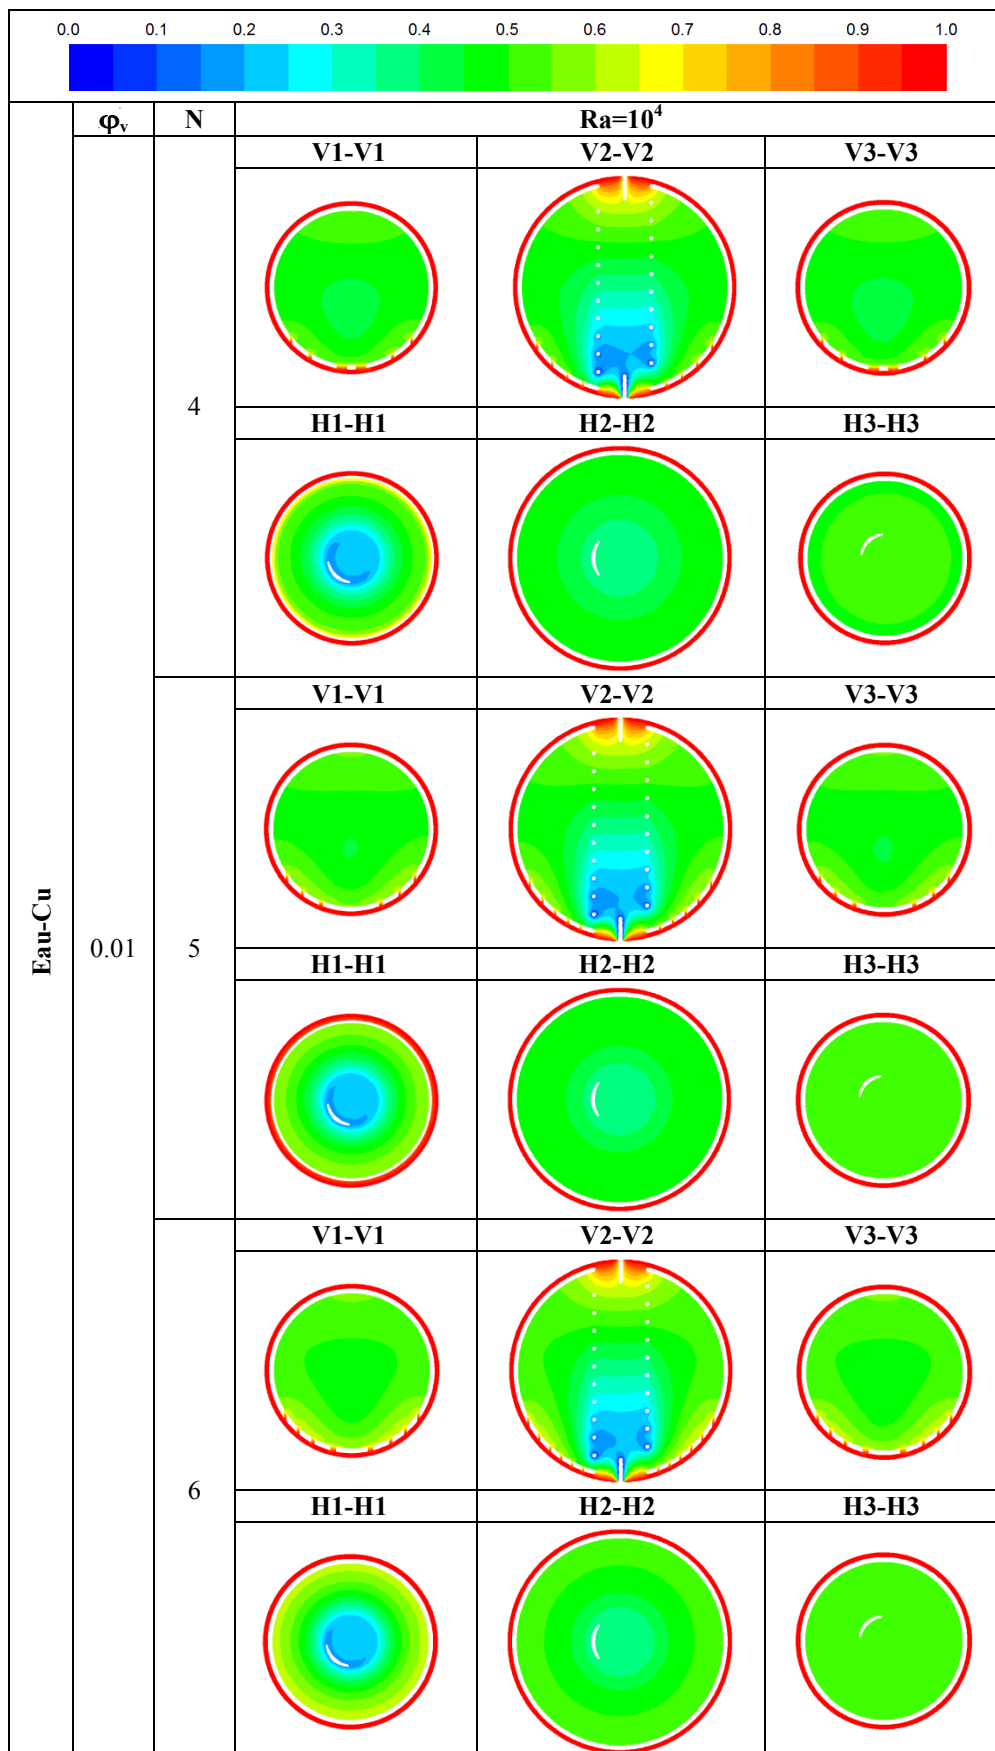 0.0 0.1 0.2 0.3 0.4 0.5 0.6 0.7 0.8 0.9 1.0
φv N Ra=10⁴
V1-V1 V2-V2 V3-V3
4
H1-H1 H2-H2 H3-H3
V1-V1 V2-V2 V3-V3
Eau-Cu
0.01 5
H1-H1 H2-H2 H3-H3
V1-V1 V2-V2 V3-V3
6
H1-H1 H2-H2 H3-H3